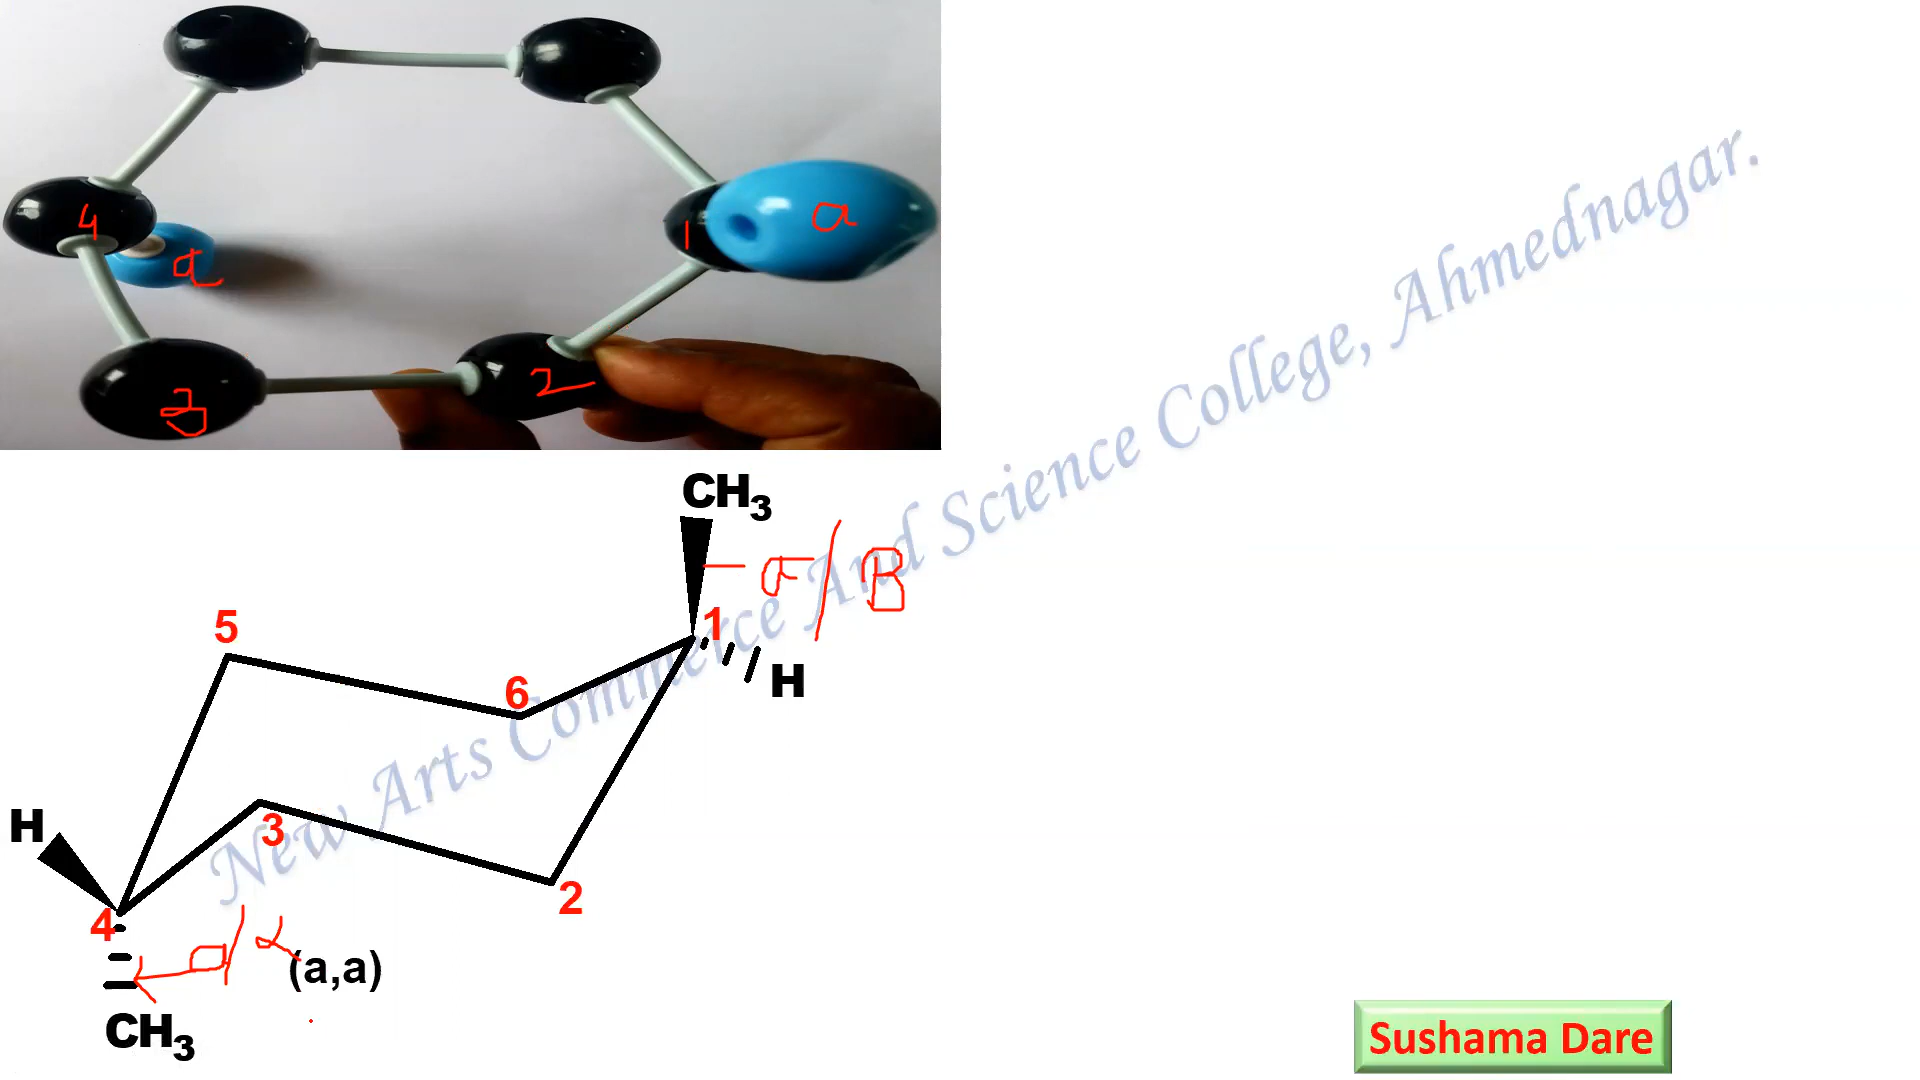 4
a
1
a
3
2
CH3
a/B
5
1
6
H
H
3
2
4
a/α
(a,a)
CH3
New Arts Commerce And Science College, Ahmednagar.
Sushama Dare